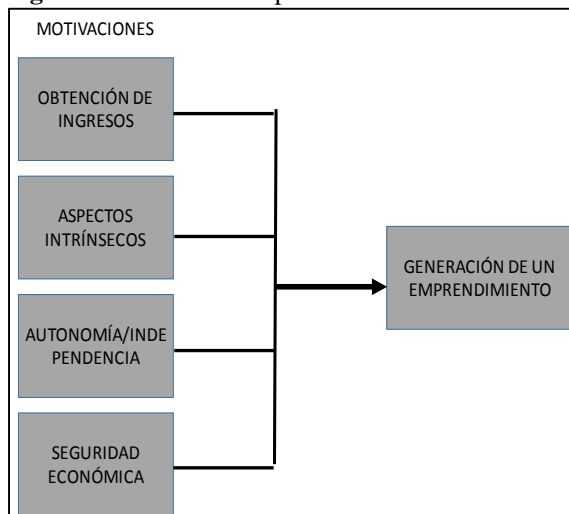 MOTIVACIONES
OBTENCIÓN DE
INGRESOS
ASPECTOS
INTRÍNSECOS
AUTONOMÍA/INDE
PENDENCIA
SEGURIDAD
ECONÓMICA
GENERACIÓN DE UN
EMPRENDIMIENTO